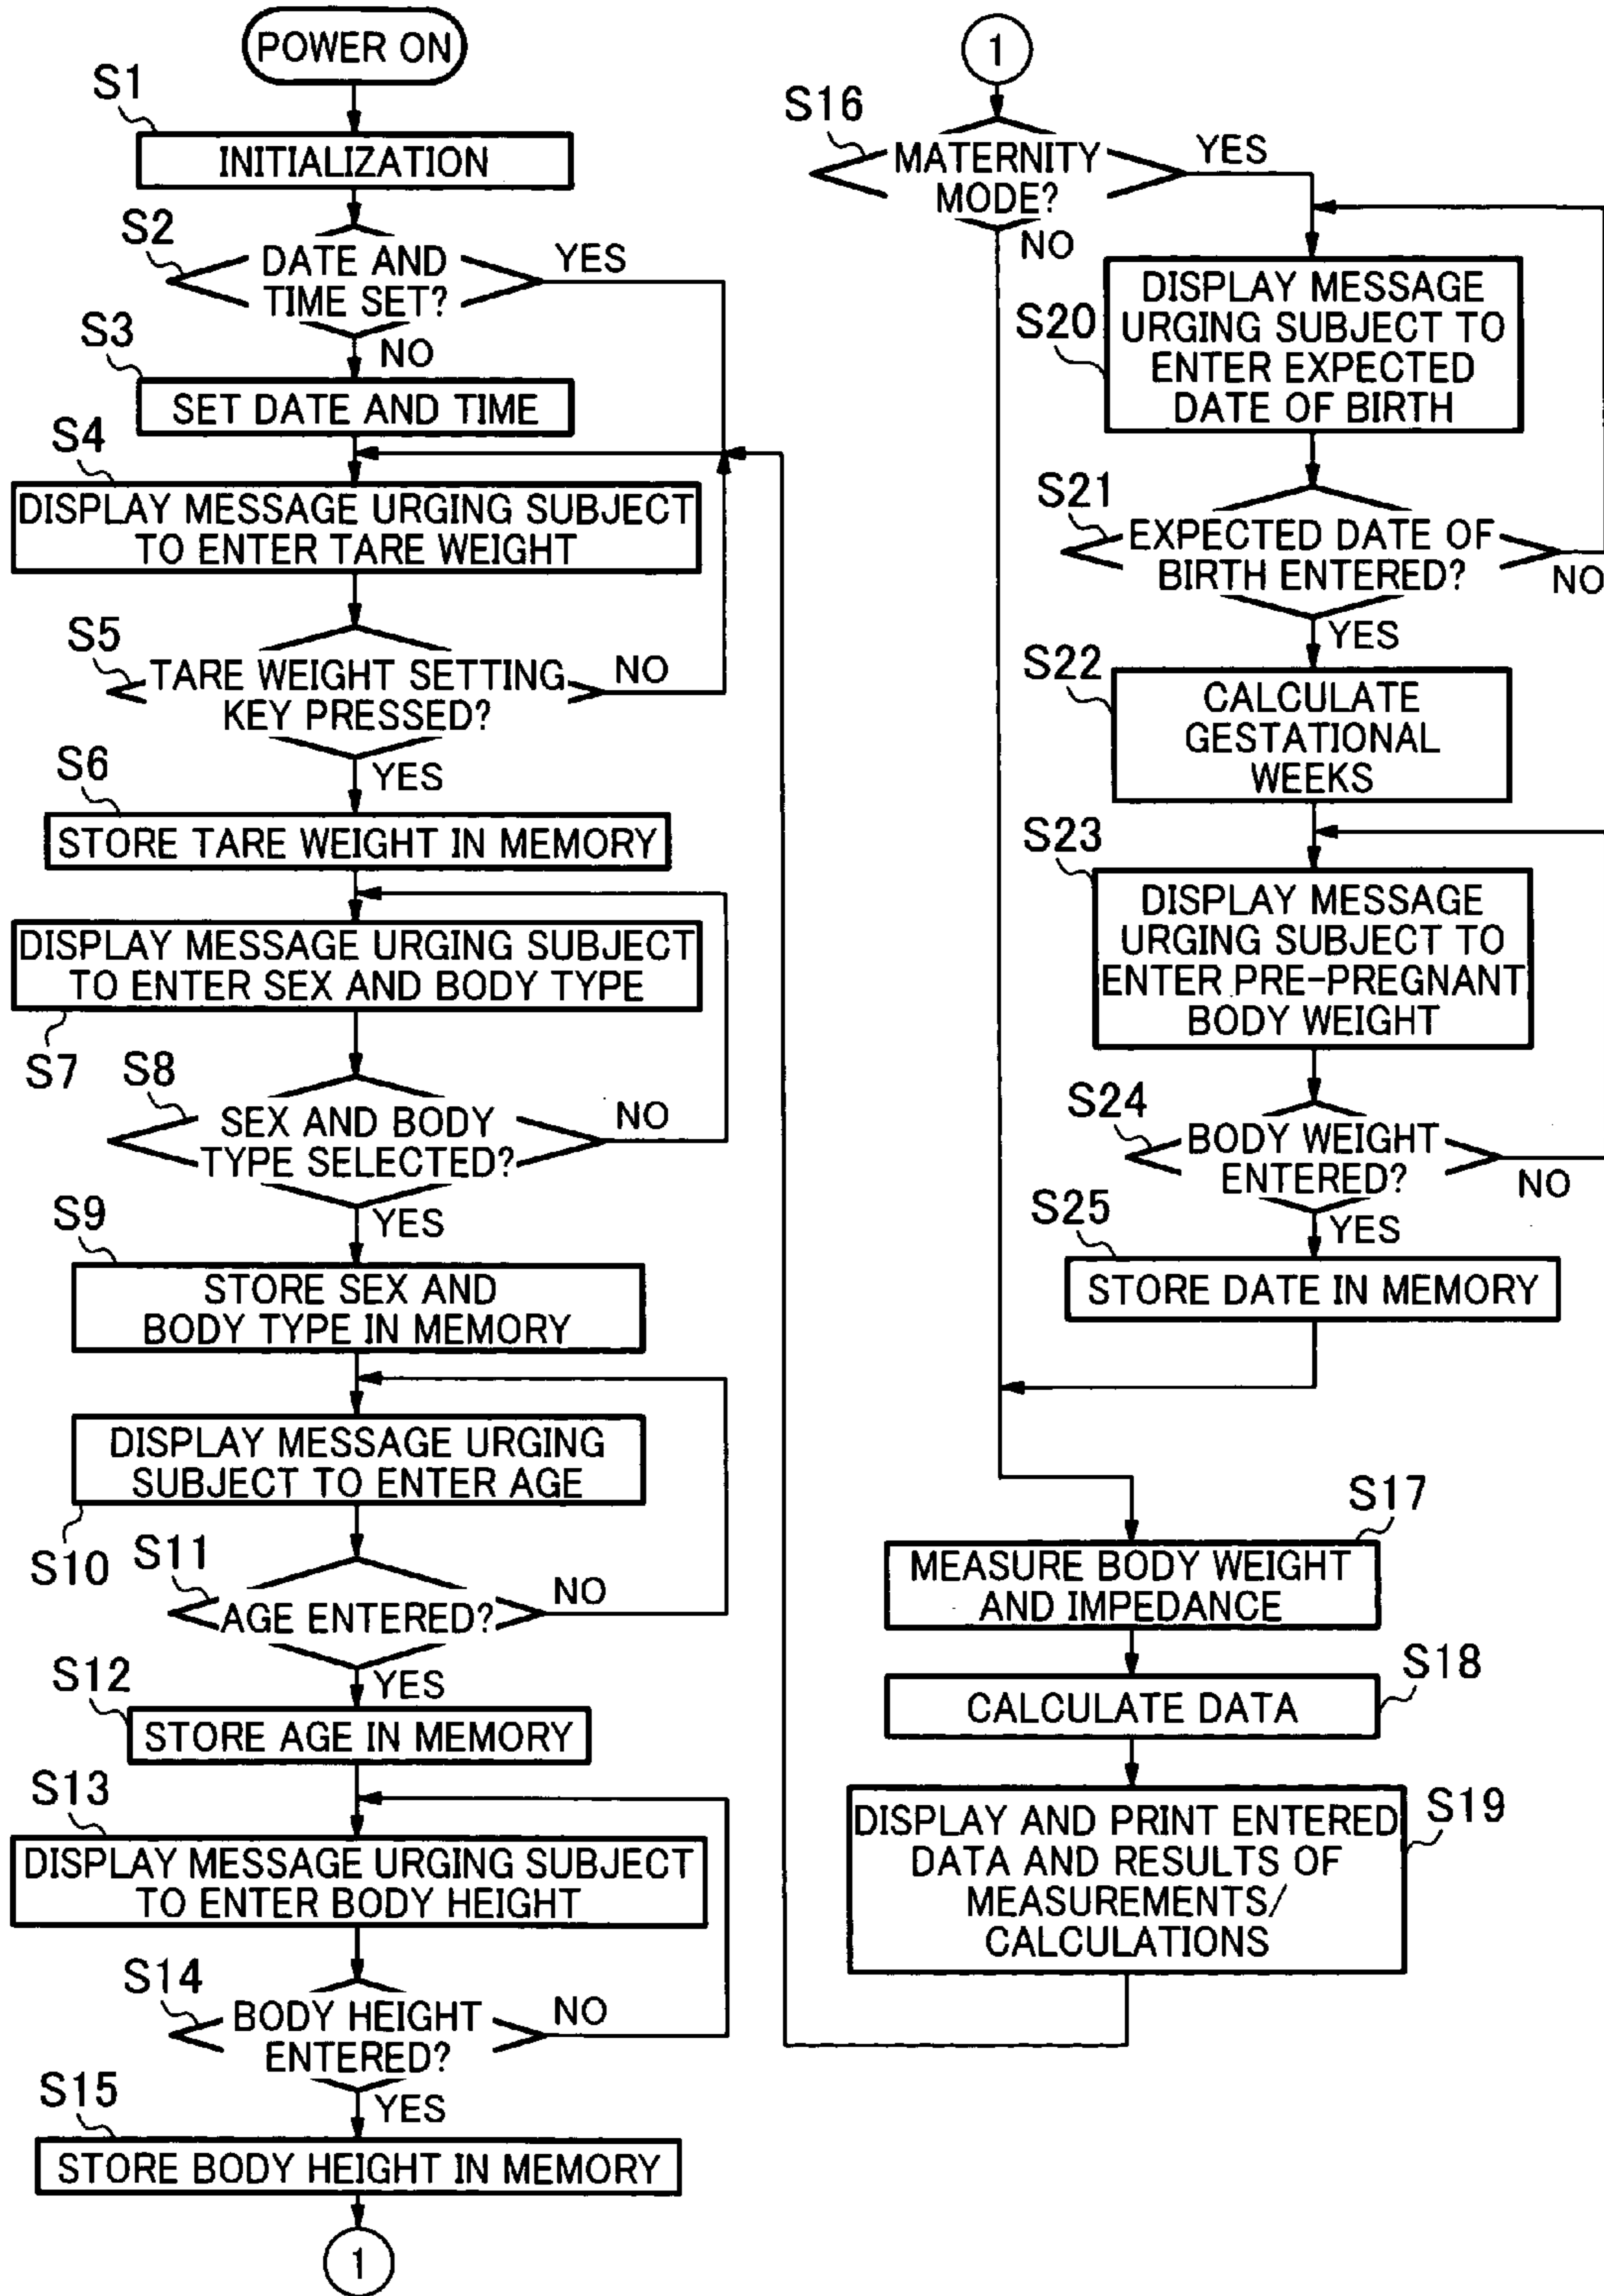 POWER ON
S1
INITIALIZATION
S2
DATE AND
TIME SET?
YES
NO
S3
SET DATE AND TIME
S4
DISPLAY MESSAGE URGING SUBJECT
TO ENTER TARE WEIGHT
S5
TARE WEIGHT SETTING
KEY PRESSED?
NO
YES
S6
STORE TARE WEIGHT IN MEMORY
DISPLAY MESSAGE URGING SUBJECT
TO ENTER SEX AND BODY TYPE
S7
S8
SEX AND BODY
TYPE SELECTED?
NO
YES
S9
STORE SEX AND
BODY TYPE IN MEMORY
DISPLAY MESSAGE URGING
SUBJECT TO ENTER AGE
S10
S11
AGE ENTERED?
NO
YES
S12
STORE AGE IN MEMORY
S13
DISPLAY MESSAGE URGING SUBJECT
TO ENTER BODY HEIGHT
S14
BODY HEIGHT
ENTERED?
NO
YES
S15
STORE BODY HEIGHT IN MEMORY
1
1
S16
MATERNITY
MODE?
YES
NO
S20
DISPLAY MESSAGE
URGING SUBJECT TO
ENTER EXPECTED
DATE OF BIRTH
S21
EXPECTED DATE OF
BIRTH ENTERED?
NO
YES
S22
CALCULATE
GESTATIONAL
WEEKS
S23
DISPLAY MESSAGE
URGING SUBJECT TO
ENTER PRE-PREGNANT
BODY WEIGHT
S24
BODY WEIGHT
ENTERED?
NO
YES
S25
STORE DATE IN MEMORY
S17
MEASURE BODY WEIGHT
AND IMPEDANCE
S18
CALCULATE DATA
S19
DISPLAY AND PRINT ENTERED
DATA AND RESULTS OF
MEASUREMENTS/
CALCULATIONS